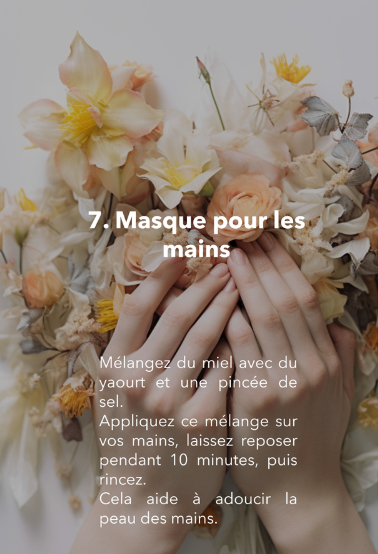 7. Masque pour les
mains
Mélangez du miel avec du
yaourt et une pincée de
sel.
Appliquez ce mélange sur
vos mains, laissez reposer
pendant 10 minutes, puis
rincez.
Cela aide à adoucir la
peau des mains.